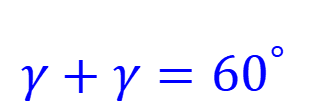 γ + γ = 60°